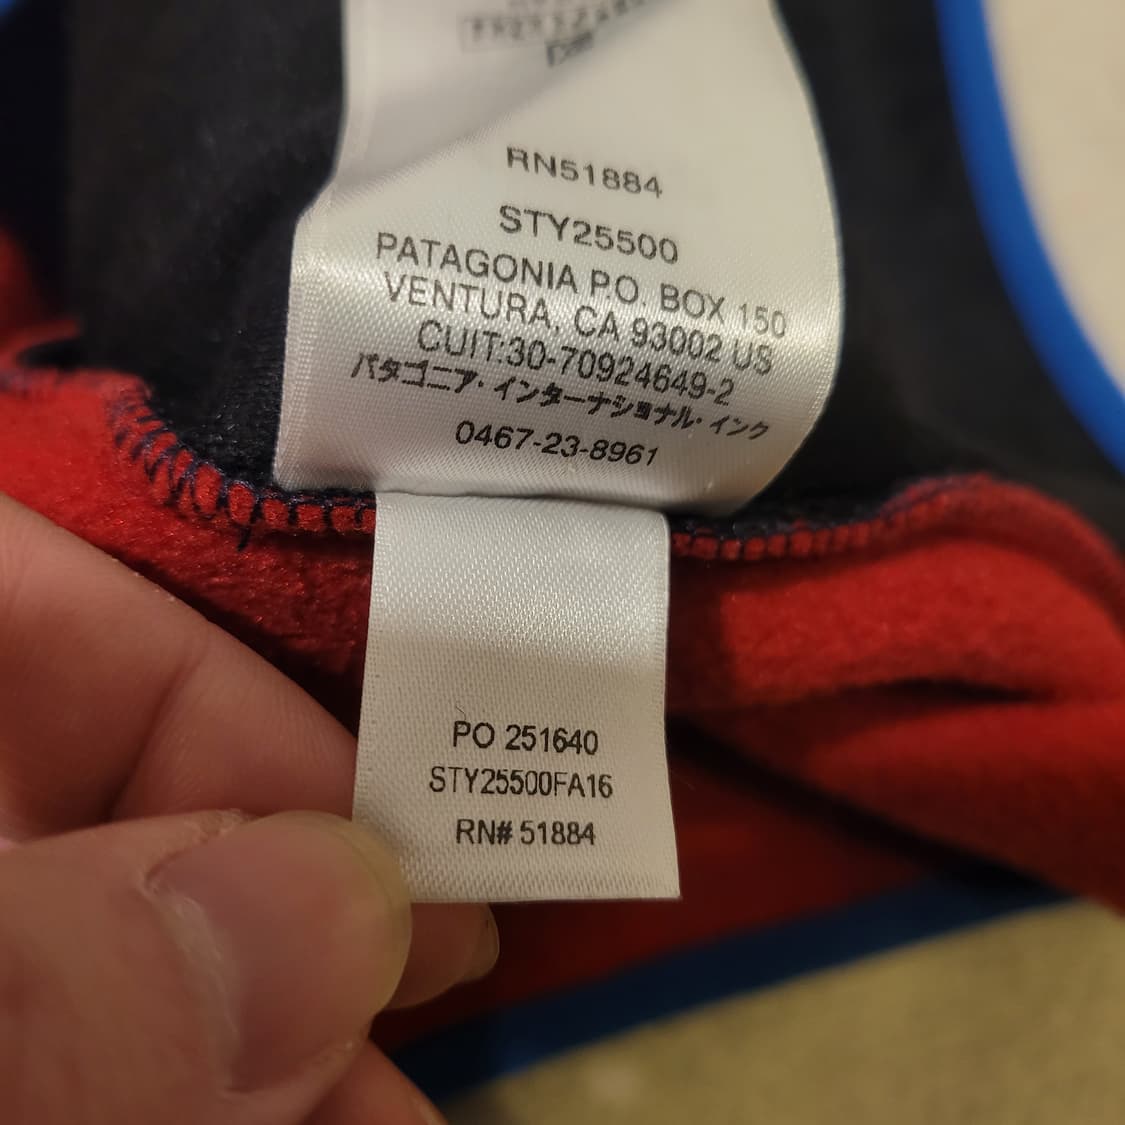 RN51884
STY25500
PATAGONIA P.O. BOX 150
VENTURA, CA 93002 US
CUIT:30-70924649-2
パタゴニア・インターナショナル・インク
0467-23-8961
PO 251640
STY25500FA16
RN# 51884